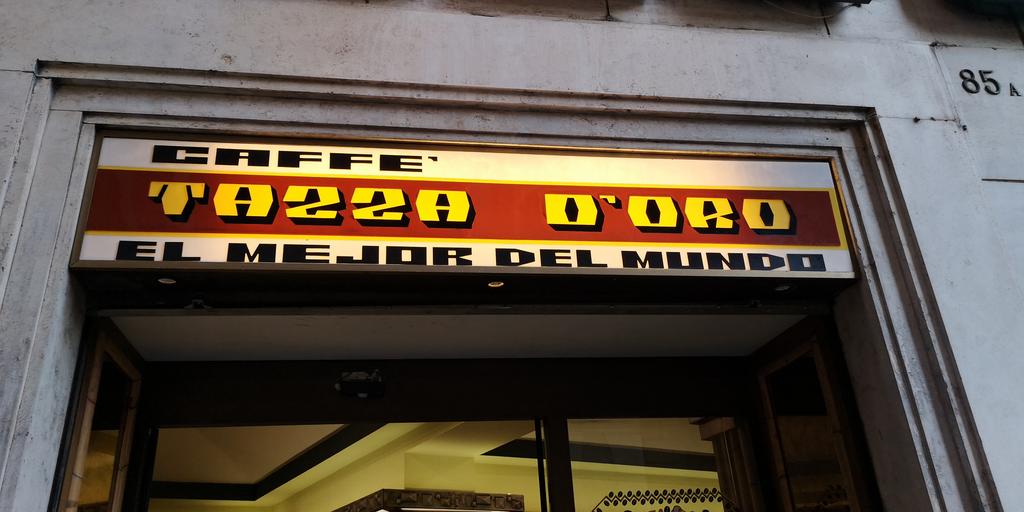 CAFFE'
TAZZA D'ORO
EL MEJOR DEL MUNDO
85 A